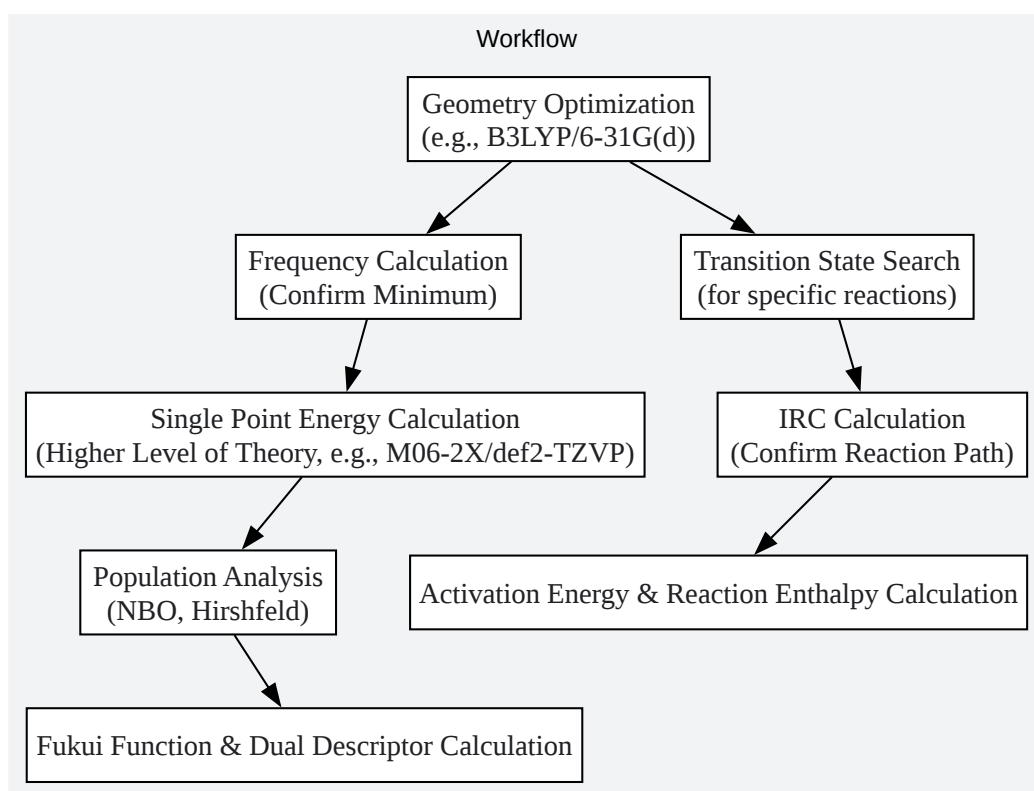 Workflow
Geometry Optimization
(e.g., B3LYP/6-31G(d))
Frequency Calculation
(Confirm Minimum)
Transition State Search
(for specific reactions)
Single Point Energy Calculation
(Higher Level of Theory, e.g., M06-2X/def2-TZVP)
IRC Calculation
(Confirm Reaction Path)
Population Analysis
(NBO, Hirshfeld)
Activation Energy & Reaction Enthalpy Calculation
Fukui Function & Dual Descriptor Calculation